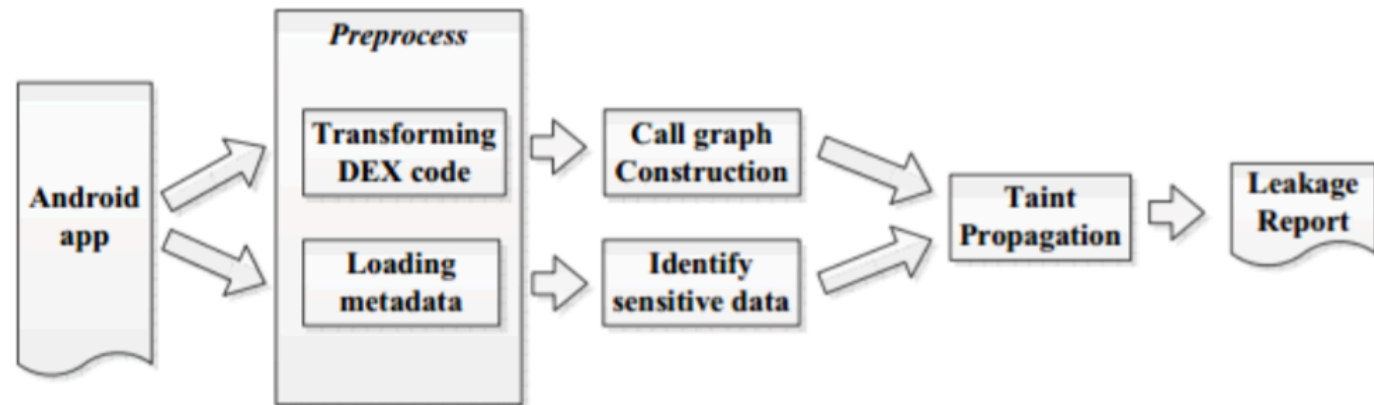 Android
app
Preprocess
Transforming
DEX code
Loading
metadata
Call graph
Construction
Identify
sensitive data
Taint
Propagation
Leakage
Report